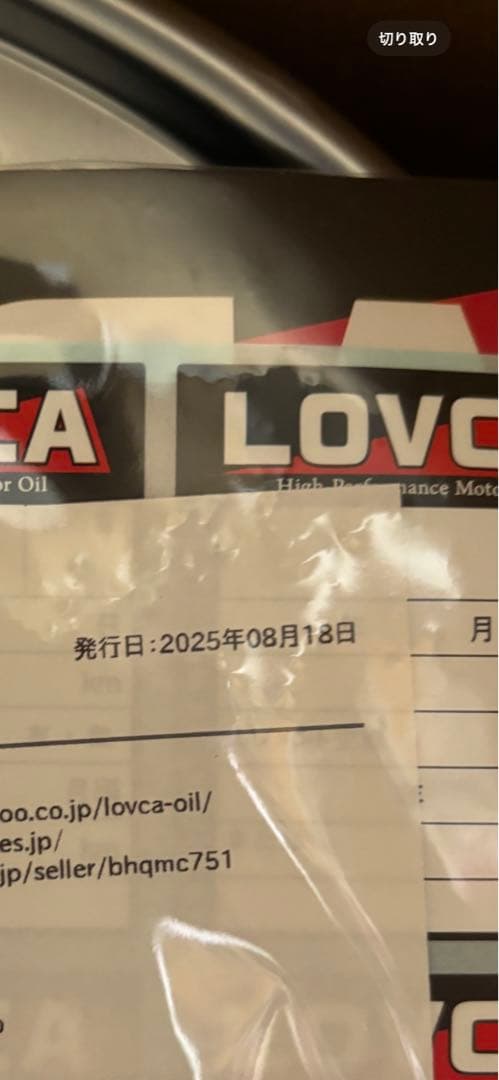 切り取り
CA
LOVC
or Oil
High Performance Moto
発行日:2025年08月18日
月
oo.co.jp/lovca-oil/
es.jp/
jp/seller/bhqmc751